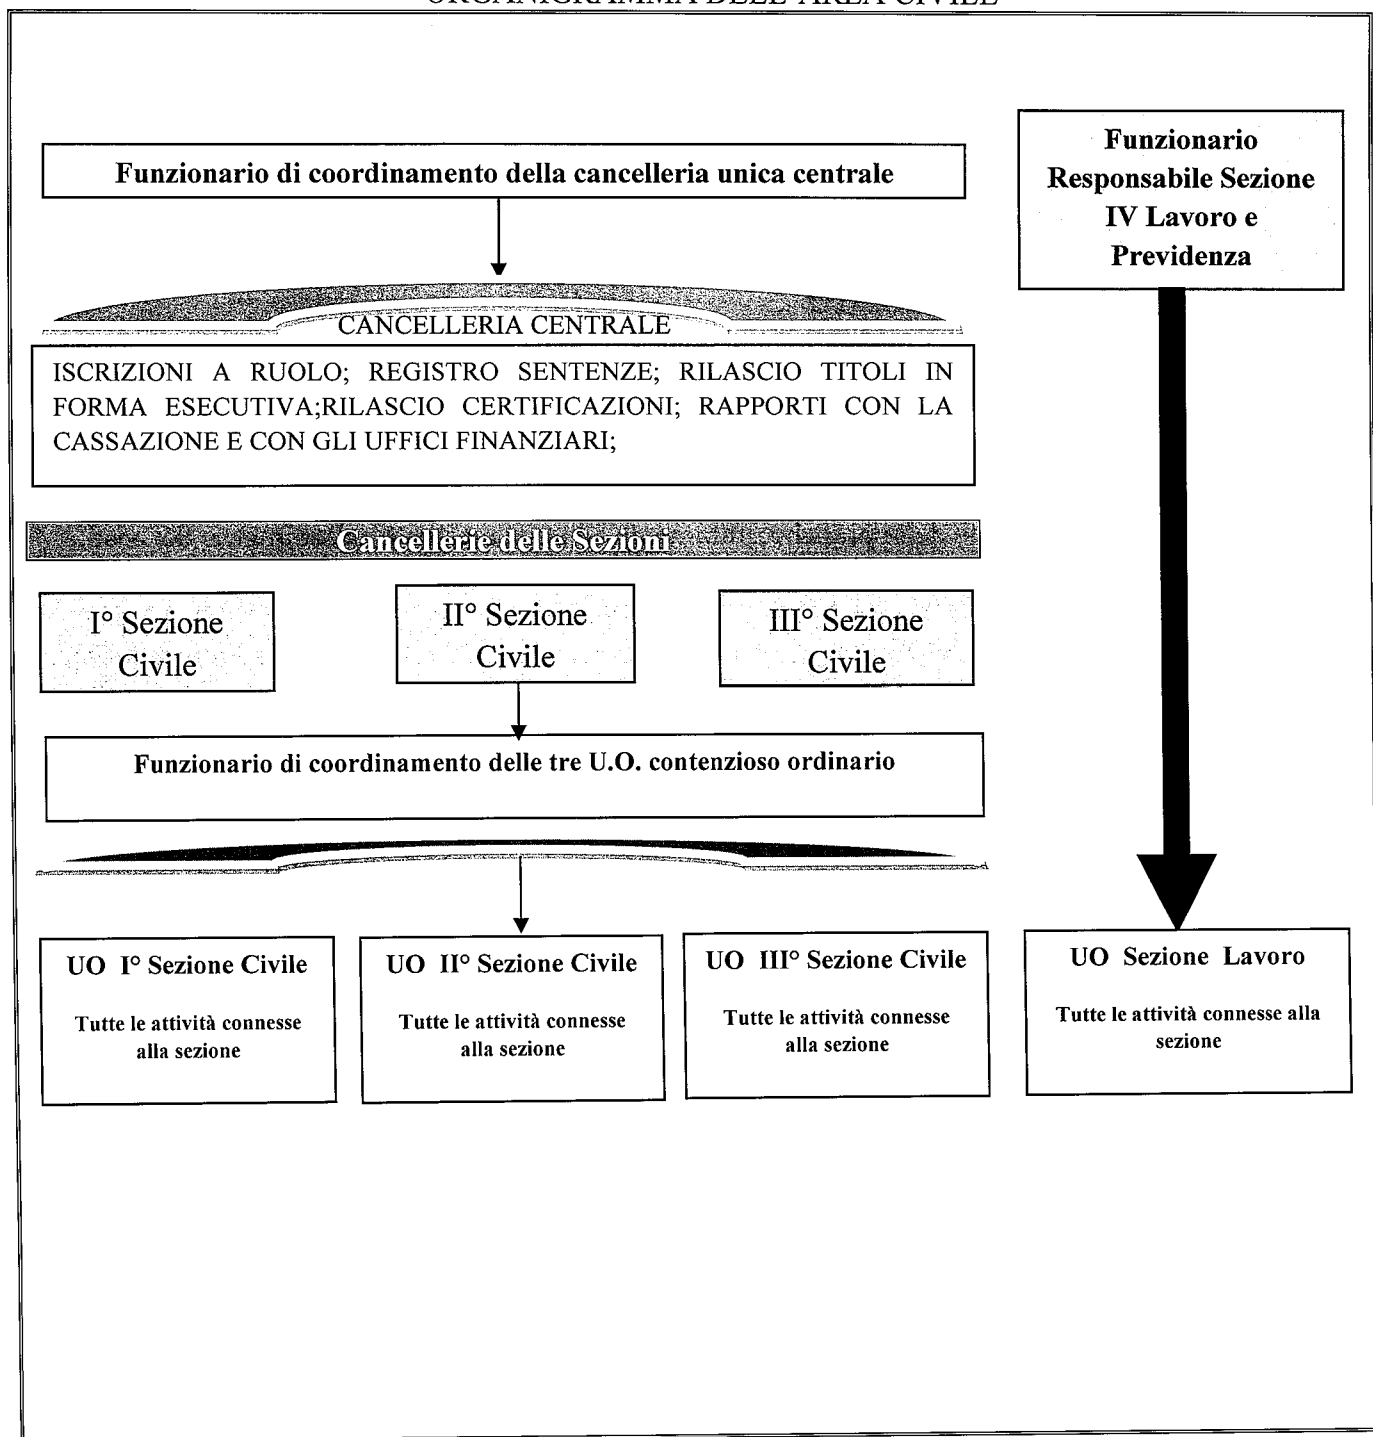 ORGANIGRAMMA DELL'AREA CIVILE
Funzionario di coordinamento della cancelleria unica centrale
Funzionario
Responsabile Sezione
IV Lavoro e
Previdenza
CANCELLERIA CENTRALE
ISCRIZIONI A RUOLO; REGISTRO SENTENZE; RILASCIO TITOLI IN
FORMA ESECUTIVA;RILASCIO CERTIFICAZIONI; RAPPORTI CON LA
CASSAZIONE E CON GLI UFFICI FINANZIARI;
Cancellerie delle Sezioni
I° Sezione
Civile
II° Sezione
Civile
III° Sezione
Civile
Funzionario di coordinamento delle tre U.O. contenzioso ordinario
UO I° Sezione Civile
Tutte le attività connesse
alla sezione
UO II° Sezione Civile
Tutte le attività connesse
alla sezione
UO III° Sezione Civile
Tutte le attività connesse
alla sezione
UO Sezione Lavoro
Tutte le attività connesse alla
sezione